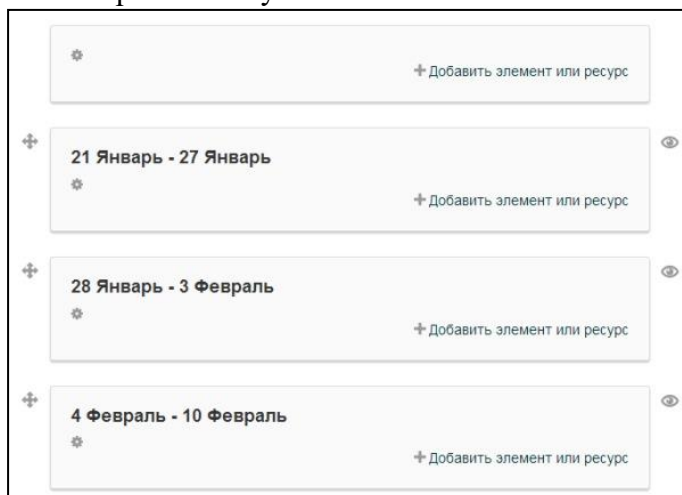 Добавить элемент или ресурс
21 Январь - 27 Январь
Добавить элемент или ресурс
28 Январь - 3 Февраль
Добавить элемент или ресурс
4 Февраль - 10 Февраль
Добавить элемент или ресурс